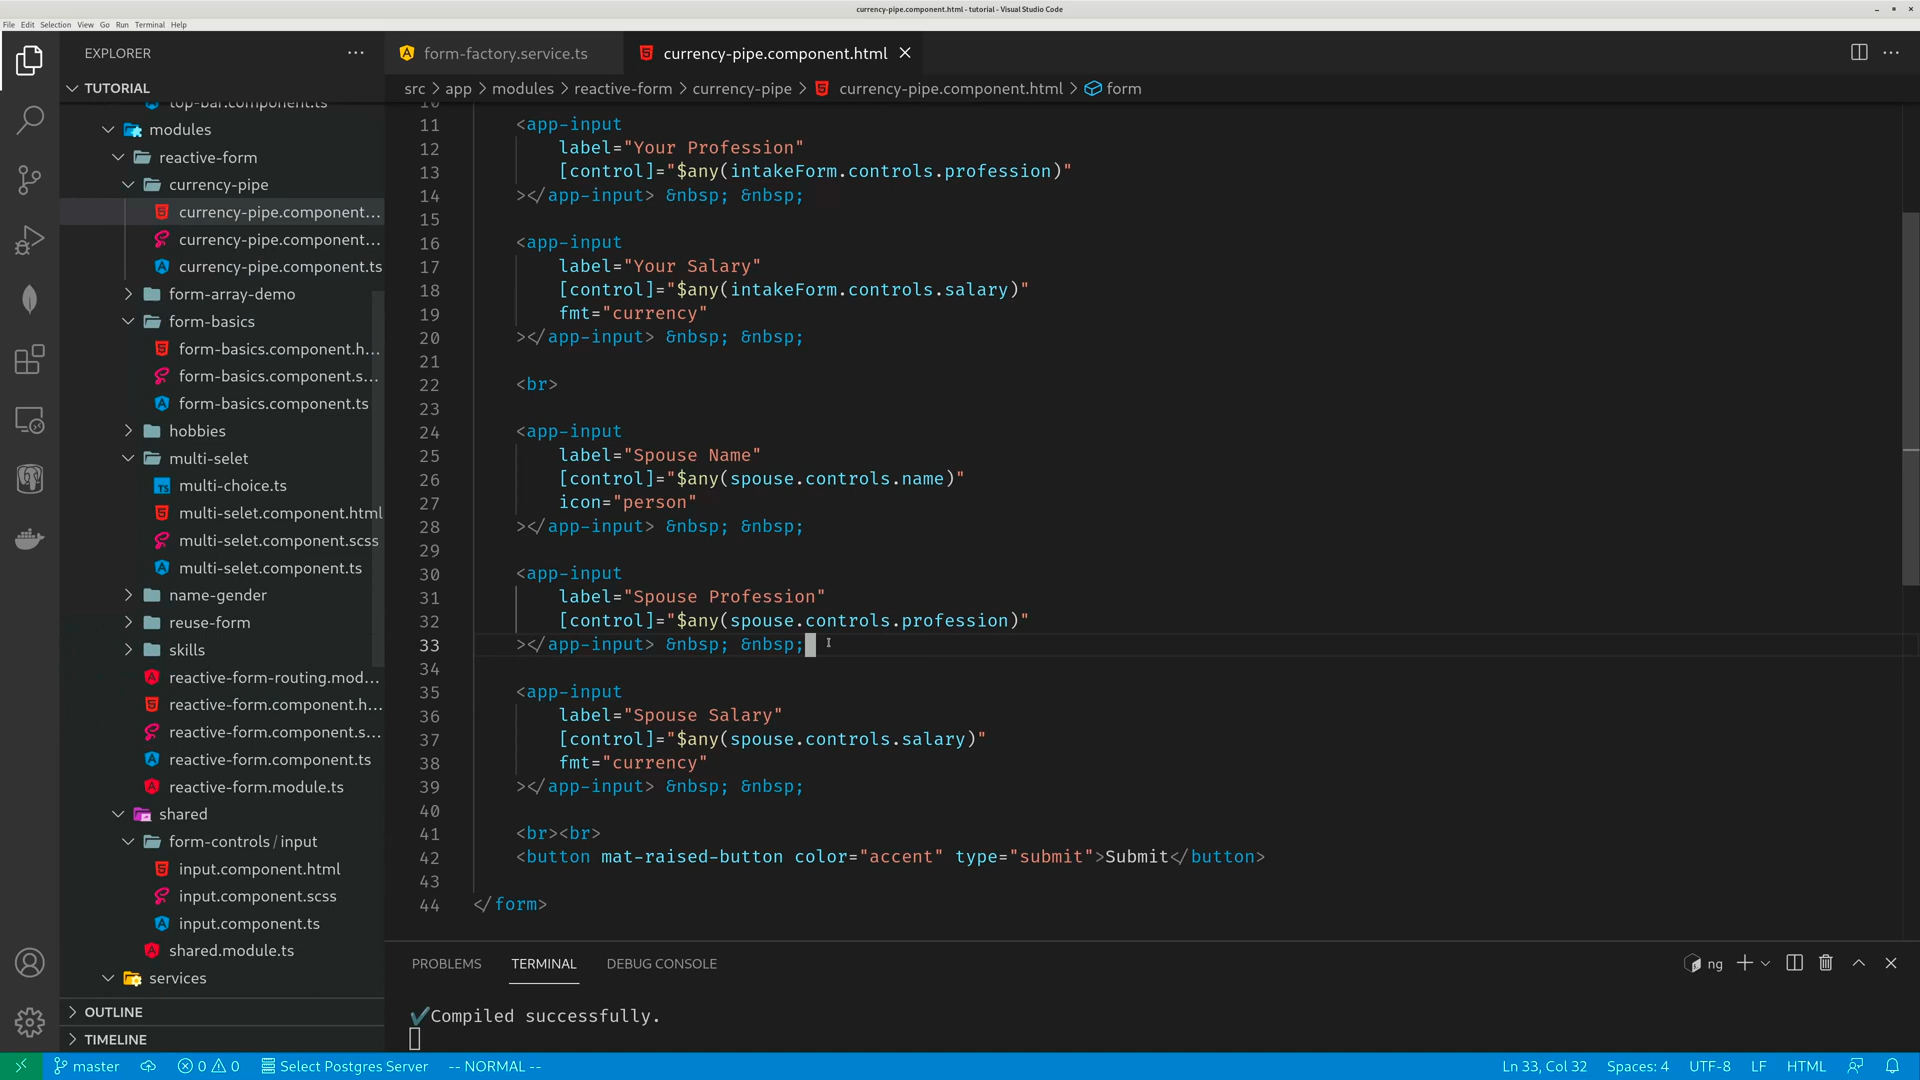 currency-pipe.component.html - tutorial - Visual Studio Code
File Edit Selection View Go Run Terminal Help
EXPLORER
TUTORIAL
top-bar.component.ts
modules
reactive-form
currency-pipe
currency-pipe.component...
currency-pipe.component...
currency-pipe.component.ts
form-array-demo
form-basics
form-basics.component.h...
form-basics.component.s...
form-basics.component.ts
hobbies
multi-selet
multi-choice.ts
multi-selet.component.html
multi-selet.component.scss
multi-selet.component.ts
name-gender
reuse-form
skills
reactive-form-routing.mod...
reactive-form.component.h...
reactive-form.component.s...
reactive-form.component.ts
reactive-form.module.ts
shared
form-controls / input
input.component.html
input.component.scss
input.component.ts
shared.module.ts
services
OUTLINE
TIMELINE
form-factory.service.ts
currency-pipe.component.html
src > app > modules > reactive-form > currency-pipe > currency-pipe.component.html > form
10
11 <app-input
12 label="Your Profession"
13 [control]="$any(intakeForm.controls.profession)"
14 ></app-input> &nbsp; &nbsp;
15
16 <app-input
17 label="Your Salary"
18 [control]="$any(intakeForm.controls.salary)"
19 fmt="currency"
20 ></app-input> &nbsp; &nbsp;
21
22 <br>
23
24 <app-input
25 label="Spouse Name"
26 [control]="$any(spouse.controls.name)"
27 icon="person"
28 ></app-input> &nbsp; &nbsp;
29
30 <app-input
31 label="Spouse Profession"
32 [control]="$any(spouse.controls.profession)"
33 ></app-input> &nbsp; &nbsp;
34
35 <app-input
36 label="Spouse Salary"
37 [control]="$any(spouse.controls.salary)"
38 fmt="currency"
39 ></app-input> &nbsp; &nbsp;
40
41 <br><br>
42 <button mat-raised-button color="accent" type="submit">Submit</button>
43
44 </form>
PROBLEMS TERMINAL DEBUG CONSOLE
ng
Compiled successfully.
master 0 0 Select Postgres Server -- NORMAL -- Ln 33, Col 32 Spaces: 4 UTF-8 LF HTML